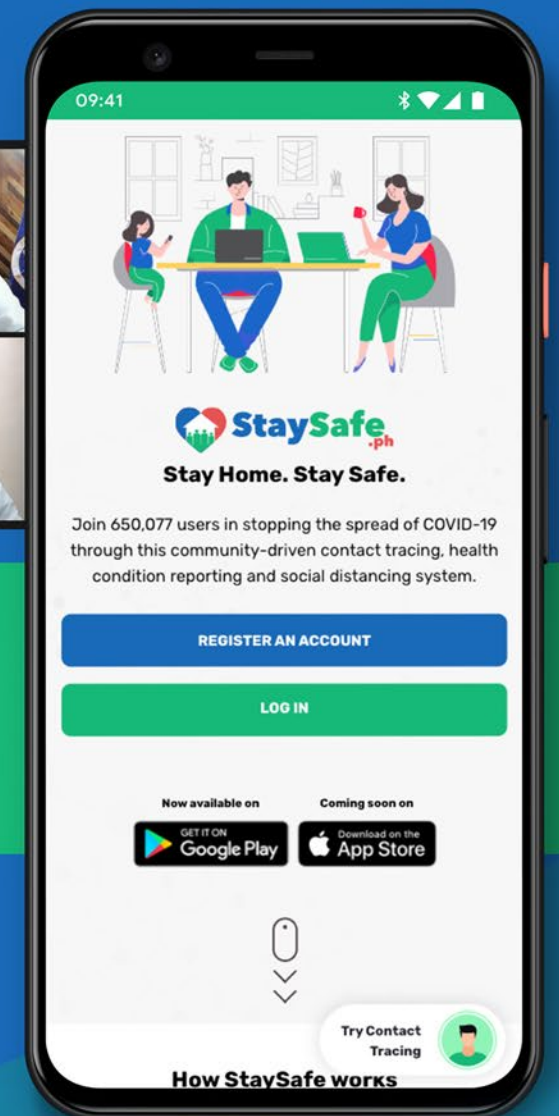 09:41
StaySafe.ph
Stay Home. Stay Safe.
Join 650,077 users in stopping the spread of COVID-19
through this community-driven contact tracing, health
condition reporting and social distancing system.
REGISTER AN ACCOUNT
LOG IN
Now available on
Coming soon on
GET IT ON
Google Play
Download on the
App Store
Try Contact
Tracing
How StaySafe works